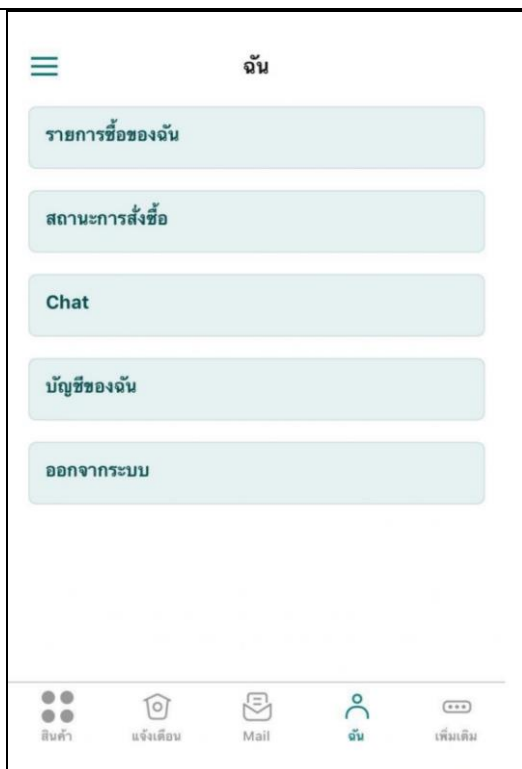 ฉัน
รายการซื้อของฉัน
สถานะการสั่งซื้อ
Chat
บัญชีของฉัน
ออกจากระบบ
สินค้า
แจ้งเตือน
Mail
ฉัน
เพิ่มเติม